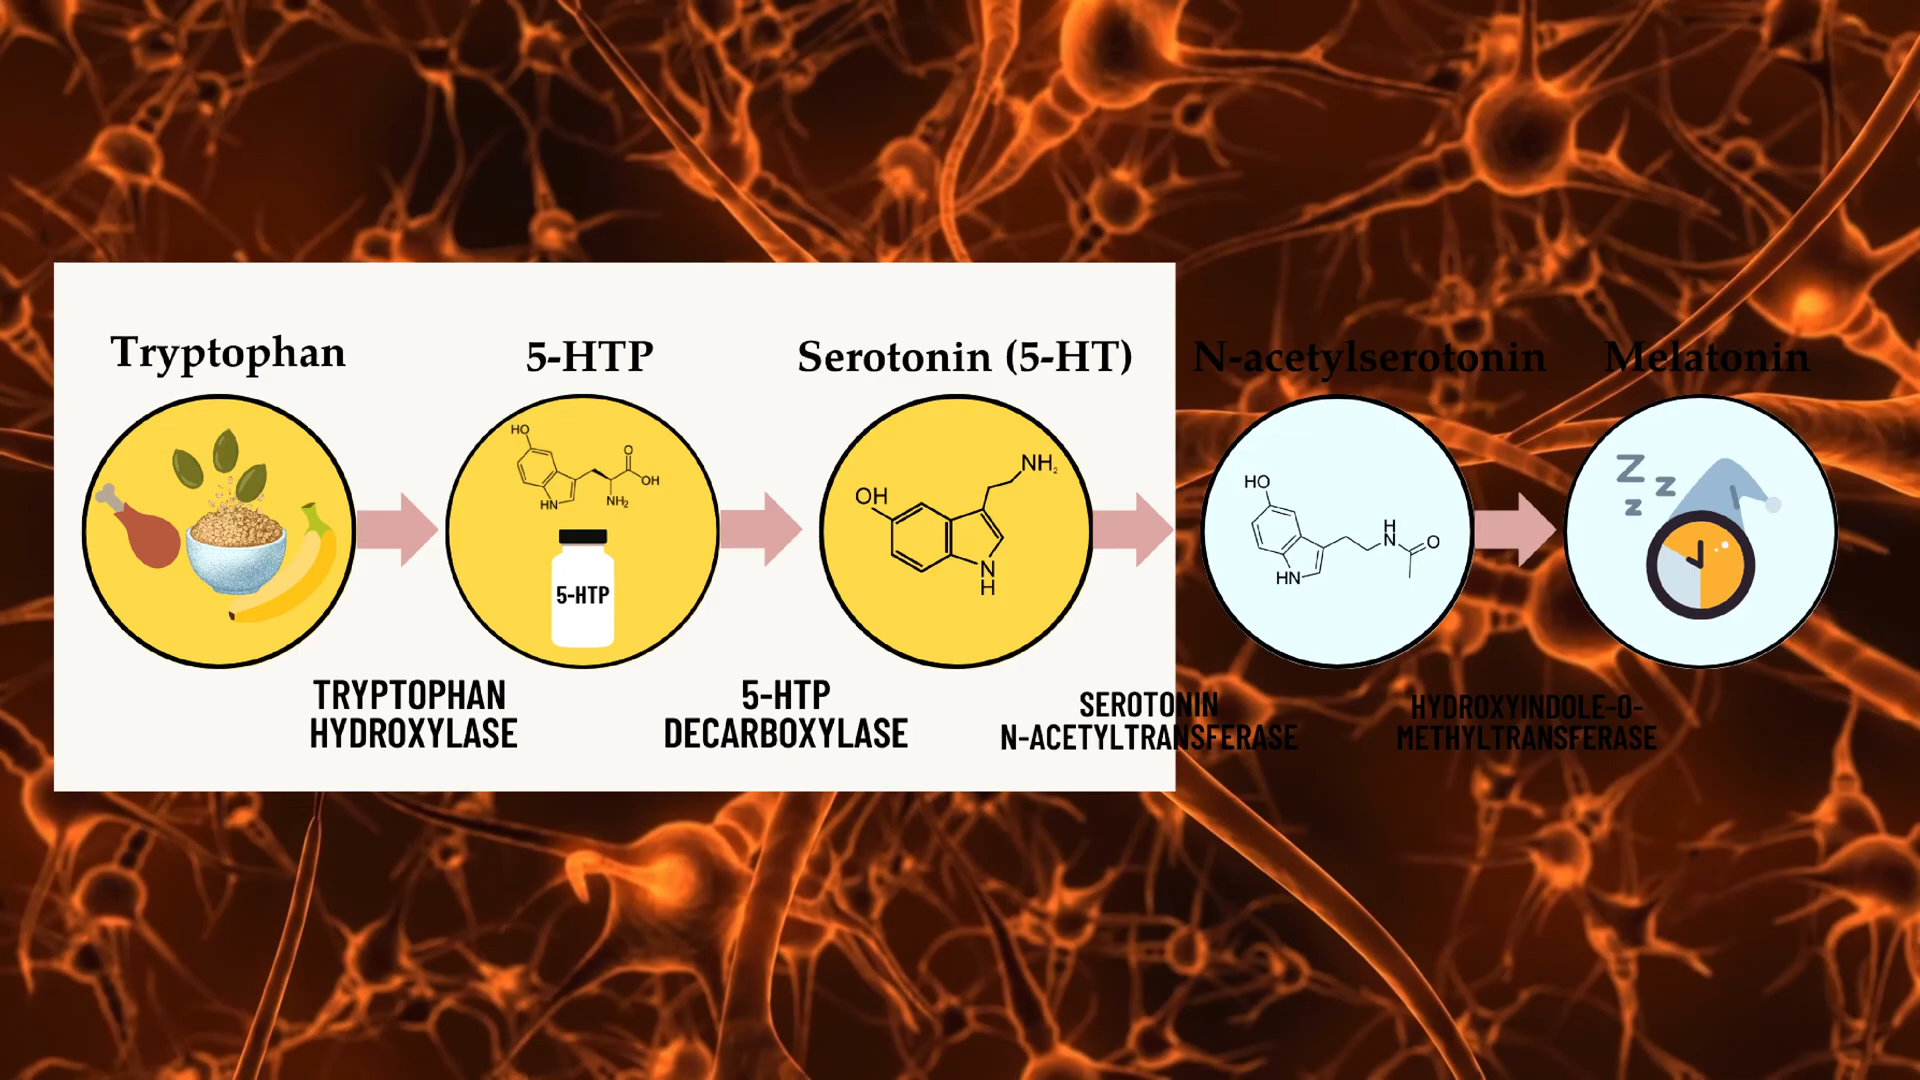 Tryptophan
5-HTP
Serotonin (5-HT)
N-acetylserotonin
Melatonin
HO
O
OH
HN
NH₂
5-HTP
OH
NH₂
N
H
HO
H
N
O
HN
Z
Z
Z
TRYPTOPHAN
HYDROXYLASE
5-HTP
DECARBOXYLASE
SEROTONIN
N-ACETYLTRANSFERASE
HYDROXYINDOLE-O-
METHYLTRANSFERASE